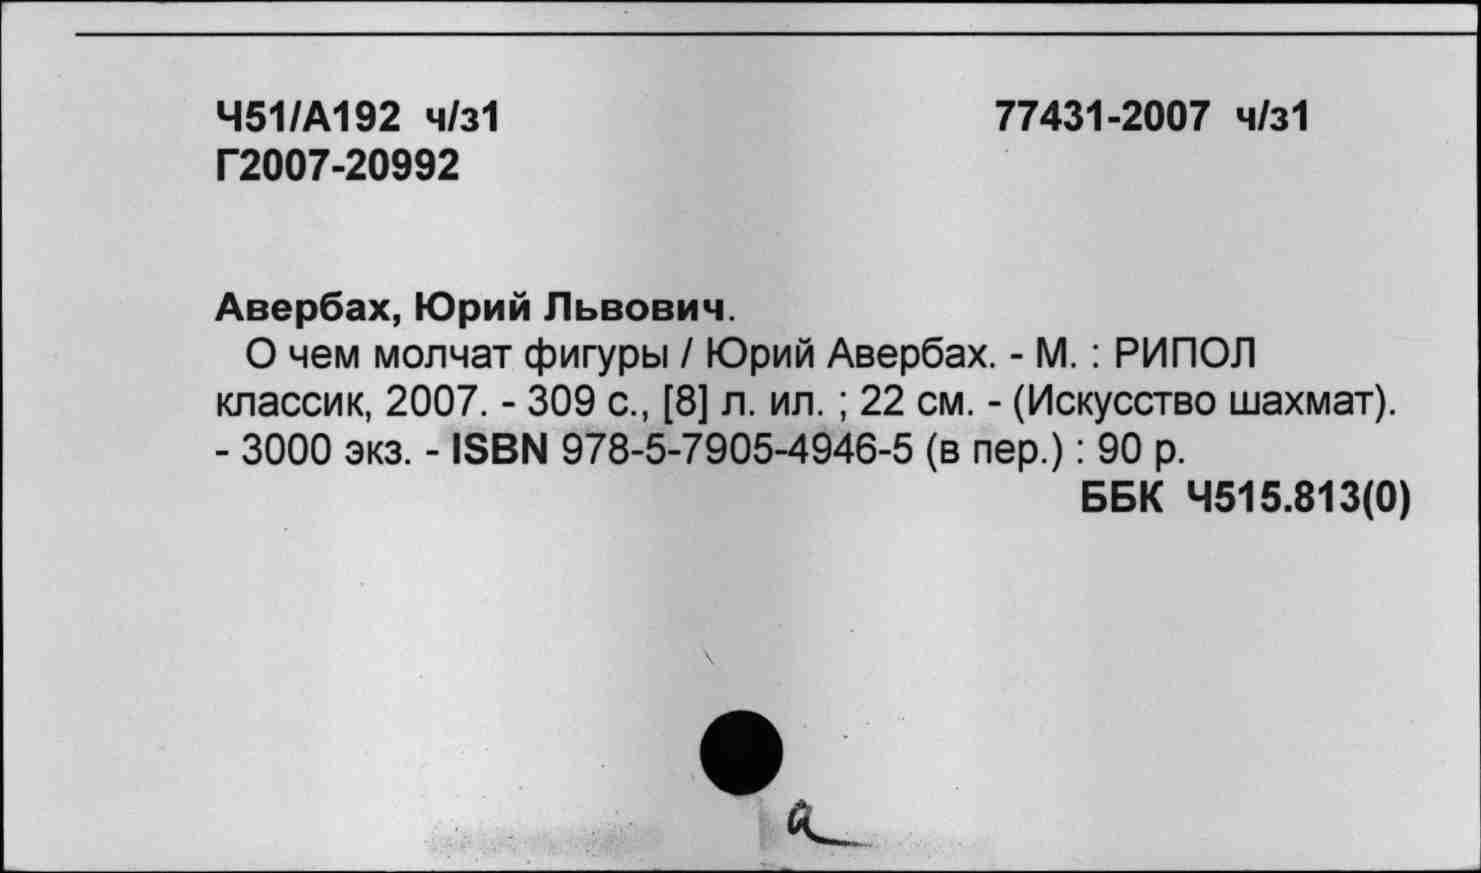 Ч51/А192 ч/з1 77431-2007 ч/з1
Г2007-20992
Авербах, Юрий Львович.
О чем молчат фигуры / Юрий Авербах. - М. : РИПОЛ
классик, 2007. - 309 с., [8] л. ил. ; 22 см. - (Искусство шахмат).
- 3000 экз. - ISBN 978-5-7905-4946-5 (в пер.) : 90 р.
ББК Ч515.813(0)
а